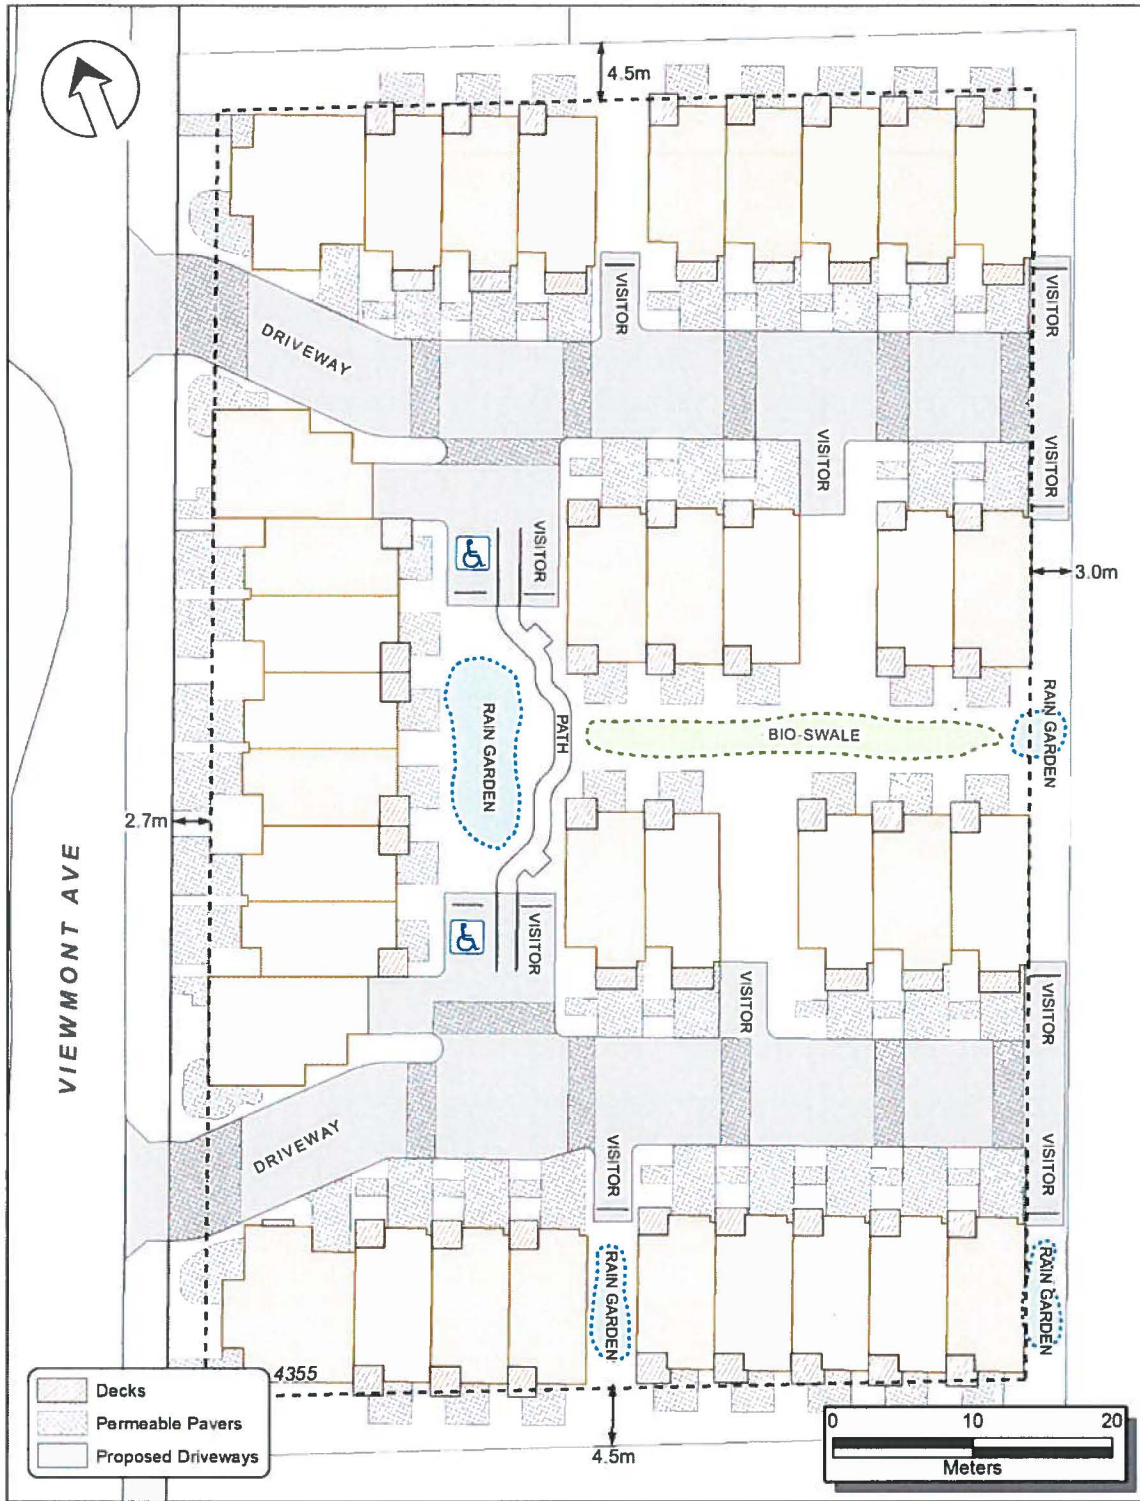 4.5m
VISITOR
VISITOR
DRIVEWAY
VISITOR
VISITOR
VISITOR
3.0m
RAIN GARDEN
PATH
BIO-SWALE
RAIN GARDEN
2.7m
VIEWMONT AVE
VISITOR
VISITOR
VISITOR
DRIVEWAY
VISITOR
VISITOR
RAIN GARDEN
RAIN GARDEN
4355
4.5m
Decks
Permeable Pavers
Proposed Driveways
0 10 20
Meters